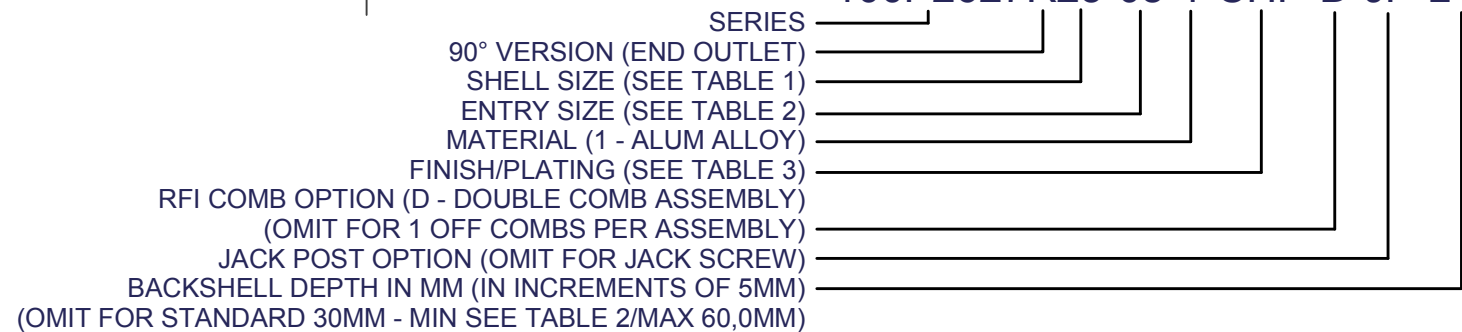 SERIES
90° VERSION (END OUTLET)
SHELL SIZE (SEE TABLE 1)
ENTRY SIZE (SEE TABLE 2)
MATERIAL (1 - ALUM ALLOY)
FINISH/PLATING (SEE TABLE 3)
RFI COMB OPTION (D - DOUBLE COMB ASSEMBLY)
(OMIT FOR 1 OFF COMBS PER ASSEMBLY)
JACK POST OPTION (OMIT FOR JACK SCREW)
BACKSHELL DEPTH IN MM (IN INCREMENTS OF 5MM)
(OMIT FOR STANDARD 30MM - MIN SEE TABLE 2/MAX 60,0MM)